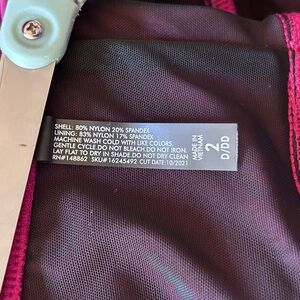 SHELL: 80% NYLON 20% SPANDEX
LINING: 83% NYLON 17% SPANDEX
MACHINE WASH COLD WITH LIKE COLORS.
GENTLE CYCLE.DO NOT BLEACH.DO NOT IRON.
LAY FLAT TO DRY IN SHADE.DO NOT DRY CLEAN
RN#148862 SKU#16245492 CUT DATE:10/2021
MADE IN
VIETNAM
2
D/DD